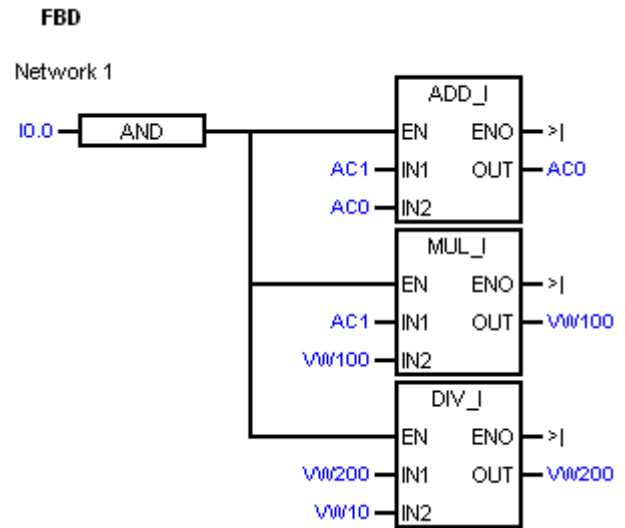 FBD
Network 1
I0.0 AND
ADD_I
EN ENO >|
AC1 IN1 OUT AC0
AC0 IN2
MUL_I
EN ENO >|
AC1 IN1 OUT VW100
VW100 IN2
DIV_I
EN ENO >|
VW200 IN1 OUT VW200
VW10 IN2